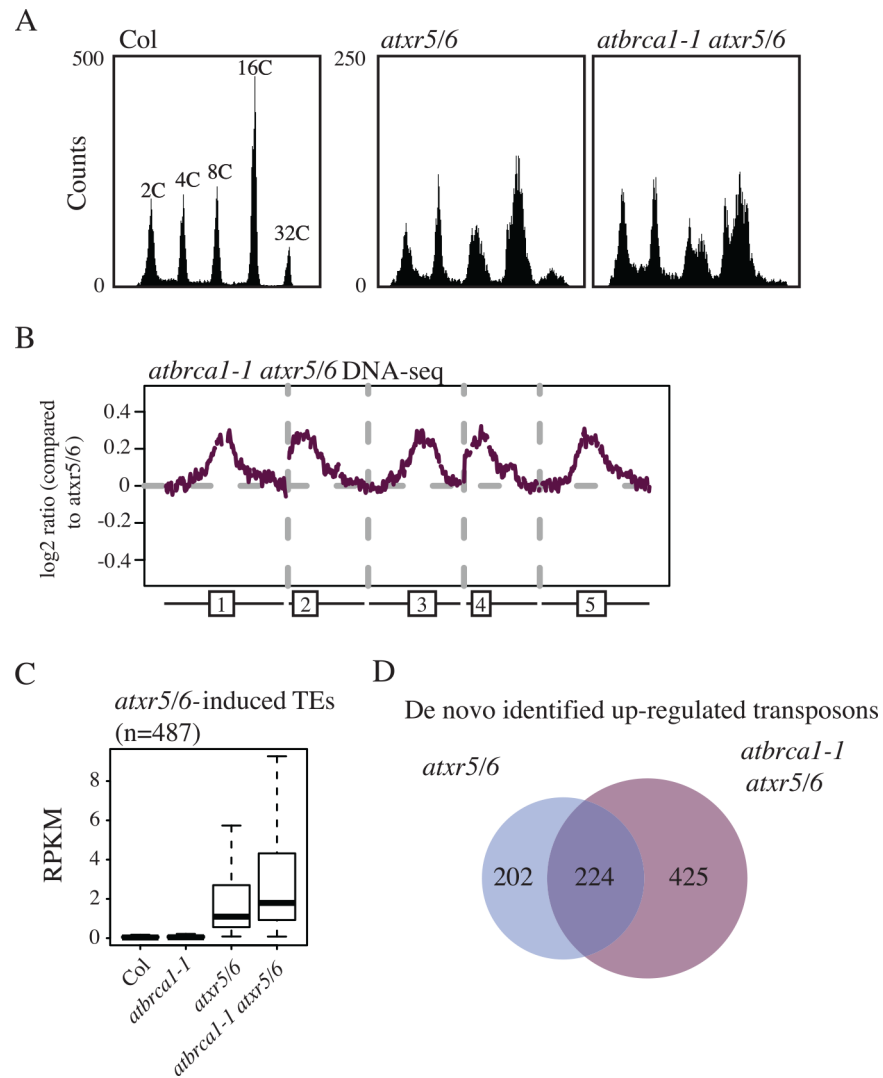 A
Col
atxr5/6
atbrca1-1 atxr5/6
500
250
16C
2C
4C
8C
32C
Counts
0
0
B
atbrca1-1 atxr5/6 DNA-seq
log2 ratio (compared
to atxr5/6)
0.4
0.2
0
-0.2
-0.4
1
2
3
4
5
C
atxr5/6-induced TEs
(n=487)
RPKM
8
6
4
2
0
Col
atbrca1-1
atxr5/6
atbrca1-1 atxr5/6
D
De novo identified up-regulated transposons
atxr5/6
atbrca1-1
atxr5/6
202
224
425